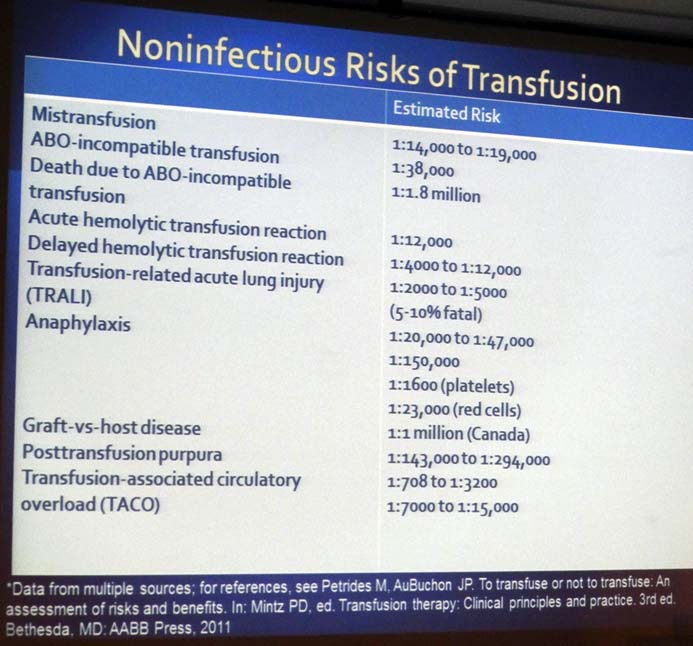 Noninfectious Risks of Transfusion
Estimated Risk
Mistransfusion
ABO-incompatible transfusion
Death due to ABO-incompatible
transfusion
Acute hemolytic transfusion reaction
Delayed hemolytic transfusion reaction
Transfusion-related acute lung injury
(TRALI)
Anaphylaxis
Graft-vs-host disease
Posttransfusion purpura
Transfusion-associated circulatory
overload (TACO)
1:14,000 to 1:19,000
1:38,000
1:1.8 million
1:12,000
1:4000 to 1:12,000
1:2000 to 1:5000
(5-10% fatal)
1:20,000 to 1:47,000
1:150,000
1:1600 (platelets)
1:23,000 (red cells)
1:1 million (Canada)
1:143,000 to 1:294,000
1:708 to 1:3200
1:7000 to 1:15,000
*Data from multiple sources; for references, see Petrides M, AuBuchon JP. To transfuse or not to transfuse: An
assessment of risks and benefits. In: Mintz PD, ed. Transfusion therapy: Clinical principles and practice. 3rd ed.
Bethesda, MD: AABB Press, 2011